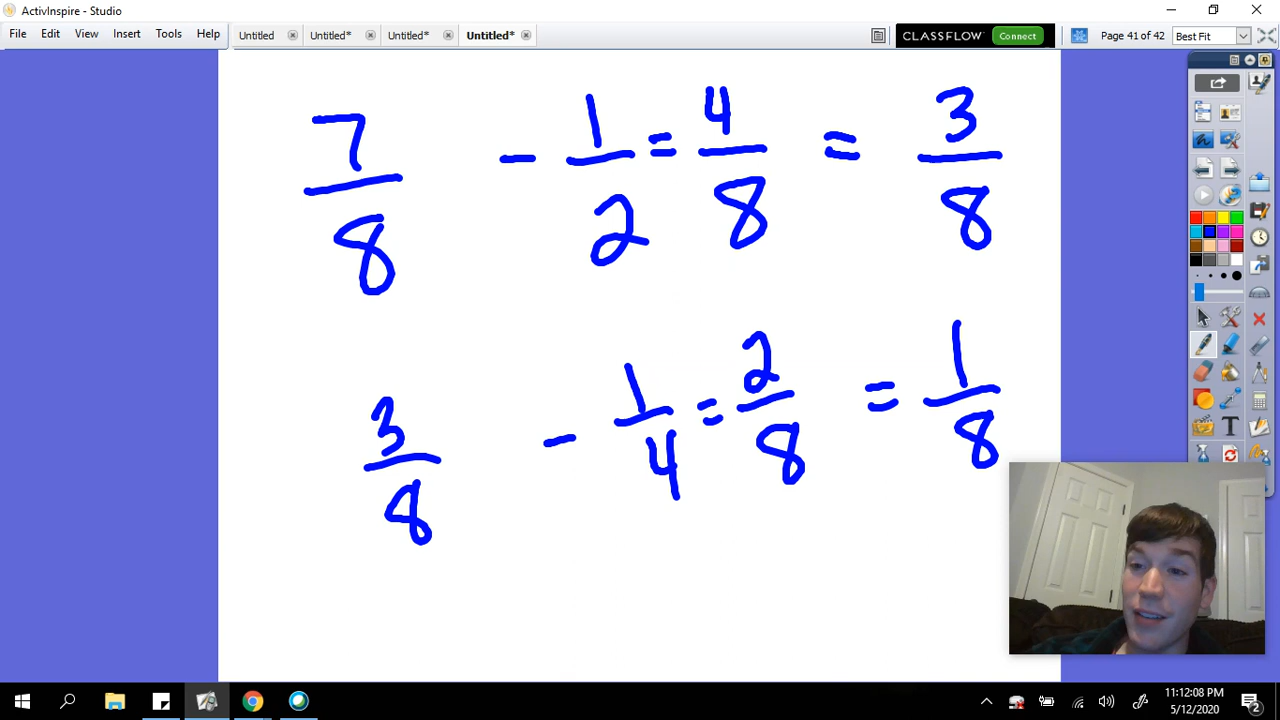 ActivInspire - Studio
File Edit View Insert Tools Help Untitled Untitled* Untitled* Untitled* CLASSFLOW Connect Page 41 of 42 Best Fit
7/8 - 1/2 = 4/8 = 3/8
3/8 - 1/4 = 2/8 = 1/8
11:12:08 PM
5/12/2020
2